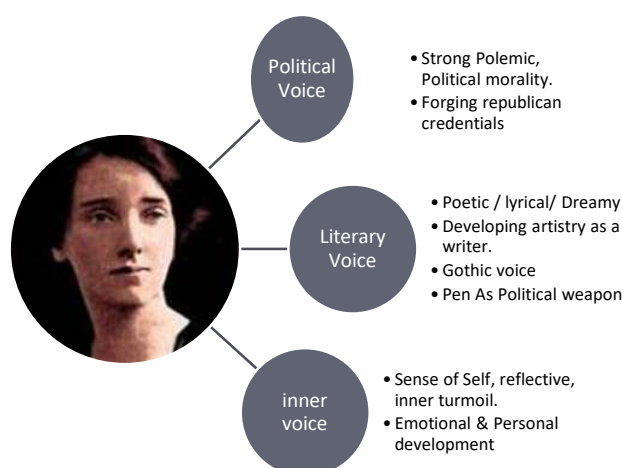 Political
Voice
• Strong Polemic,
Political morality.
• Forging republican
credentials
Literary
Voice
• Poetic / lyrical/ Dreamy
• Developing artistry as a
writer.
• Gothic voice
• Pen As Political weapon
inner
voice
• Sense of Self, reflective,
inner turmoil.
• Emotional & Personal
development